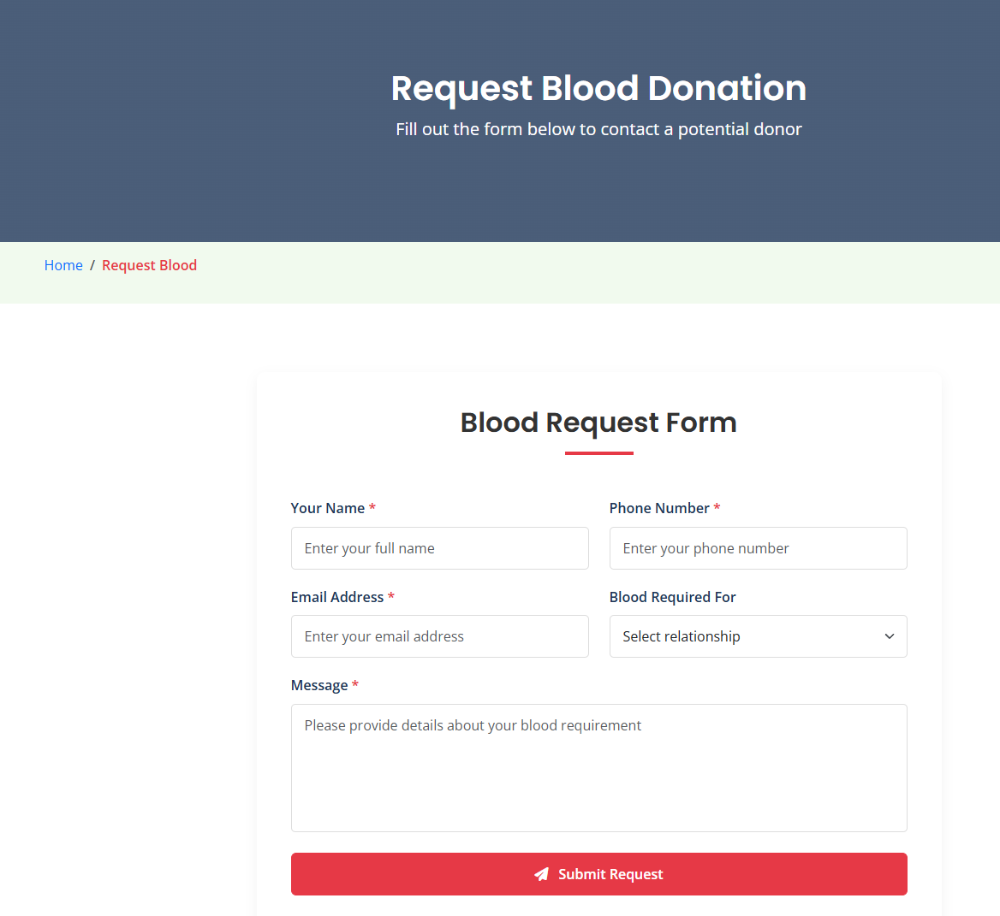 Request Blood Donation
Fill out the form below to contact a potential donor
Home / Request Blood
Blood Request Form
Your Name *
Phone Number *
Enter your full name
Enter your phone number
Email Address *
Blood Required For
Enter your email address
Select relationship
Message *
Please provide details about your blood requirement
Submit Request